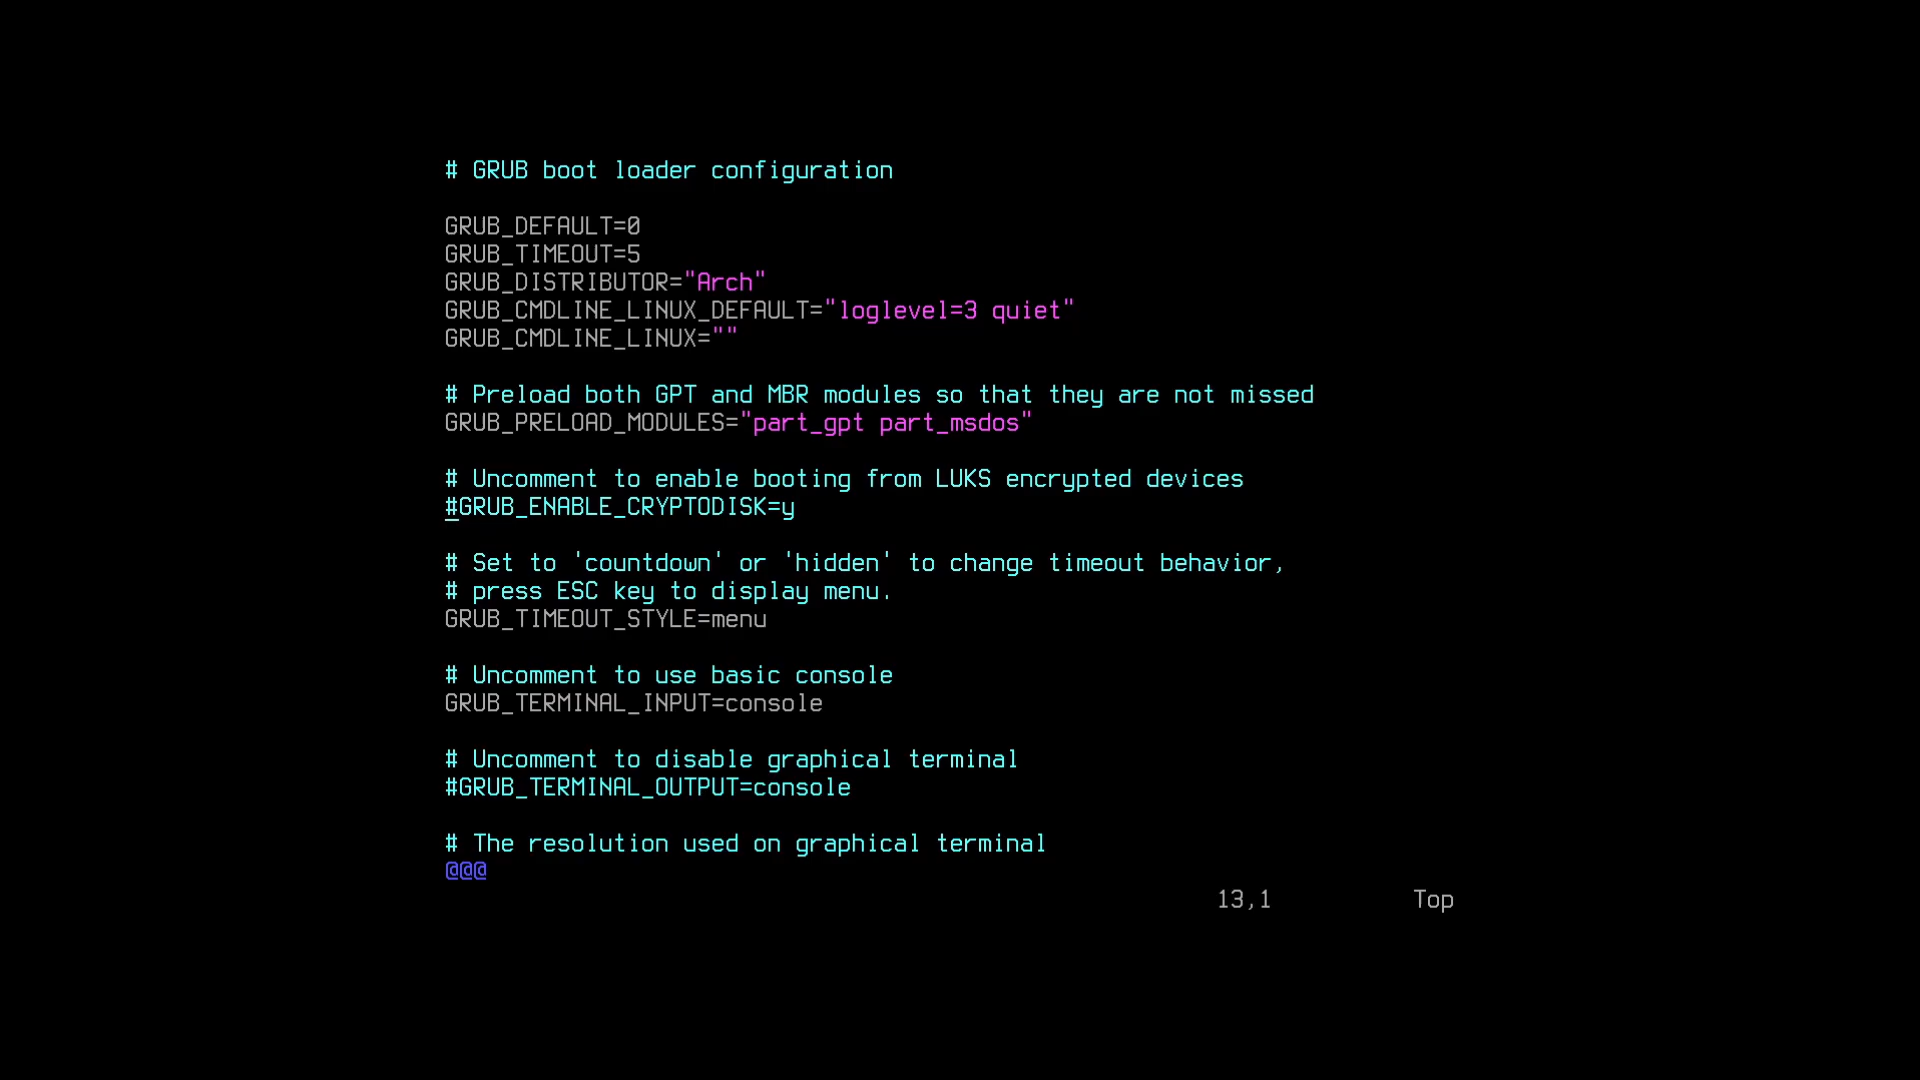 # GRUB boot loader configuration
GRUB_DEFAULT=0
GRUB_TIMEOUT=5
GRUB_DISTRIBUTOR="Arch"
GRUB_CMDLINE_LINUX_DEFAULT="loglevel=3 quiet"
GRUB_CMDLINE_LINUX=""
# Preload both GPT and MBR modules so that they are not missed
GRUB_PRELOAD_MODULES="part_gpt part_msdos"
# Uncomment to enable booting from LUKS encrypted devices
#GRUB_ENABLE_CRYPTODISK=y
# Set to 'countdown' or 'hidden' to change timeout behavior,
# press ESC key to display menu.
GRUB_TIMEOUT_STYLE=menu
# Uncomment to use basic console
GRUB_TERMINAL_INPUT=console
# Uncomment to disable graphical terminal
#GRUB_TERMINAL_OUTPUT=console
# The resolution used on graphical terminal
@@@
13,1 Top